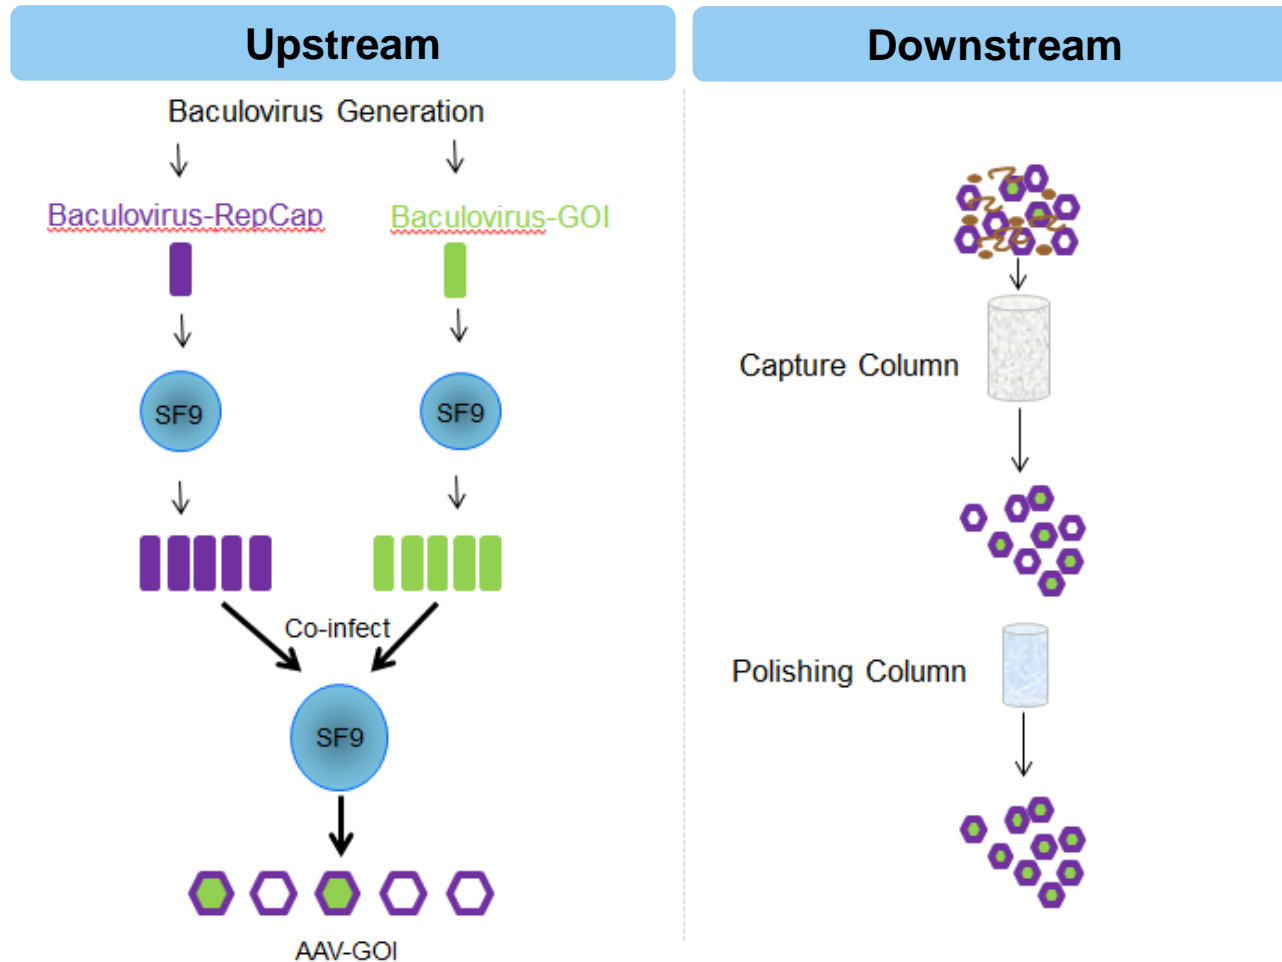 Upstream
Baculovirus Generation
Baculovirus-RepCap
Baculovirus-GOI
SF9
SF9
Co-infect
SF9
AAV-GOI
Downstream
Capture Column
Polishing Column